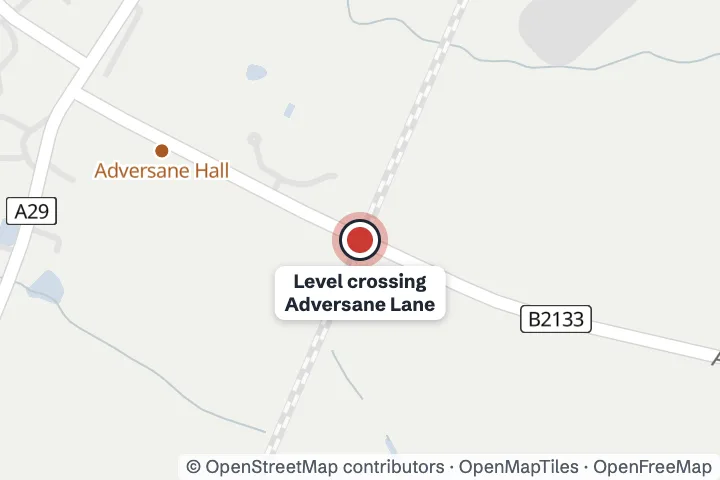 Adversane Hall
A29
Level crossing
Adversane Lane
B2133
A
© OpenStreetMap contributors · OpenMapTiles · OpenFreeMap